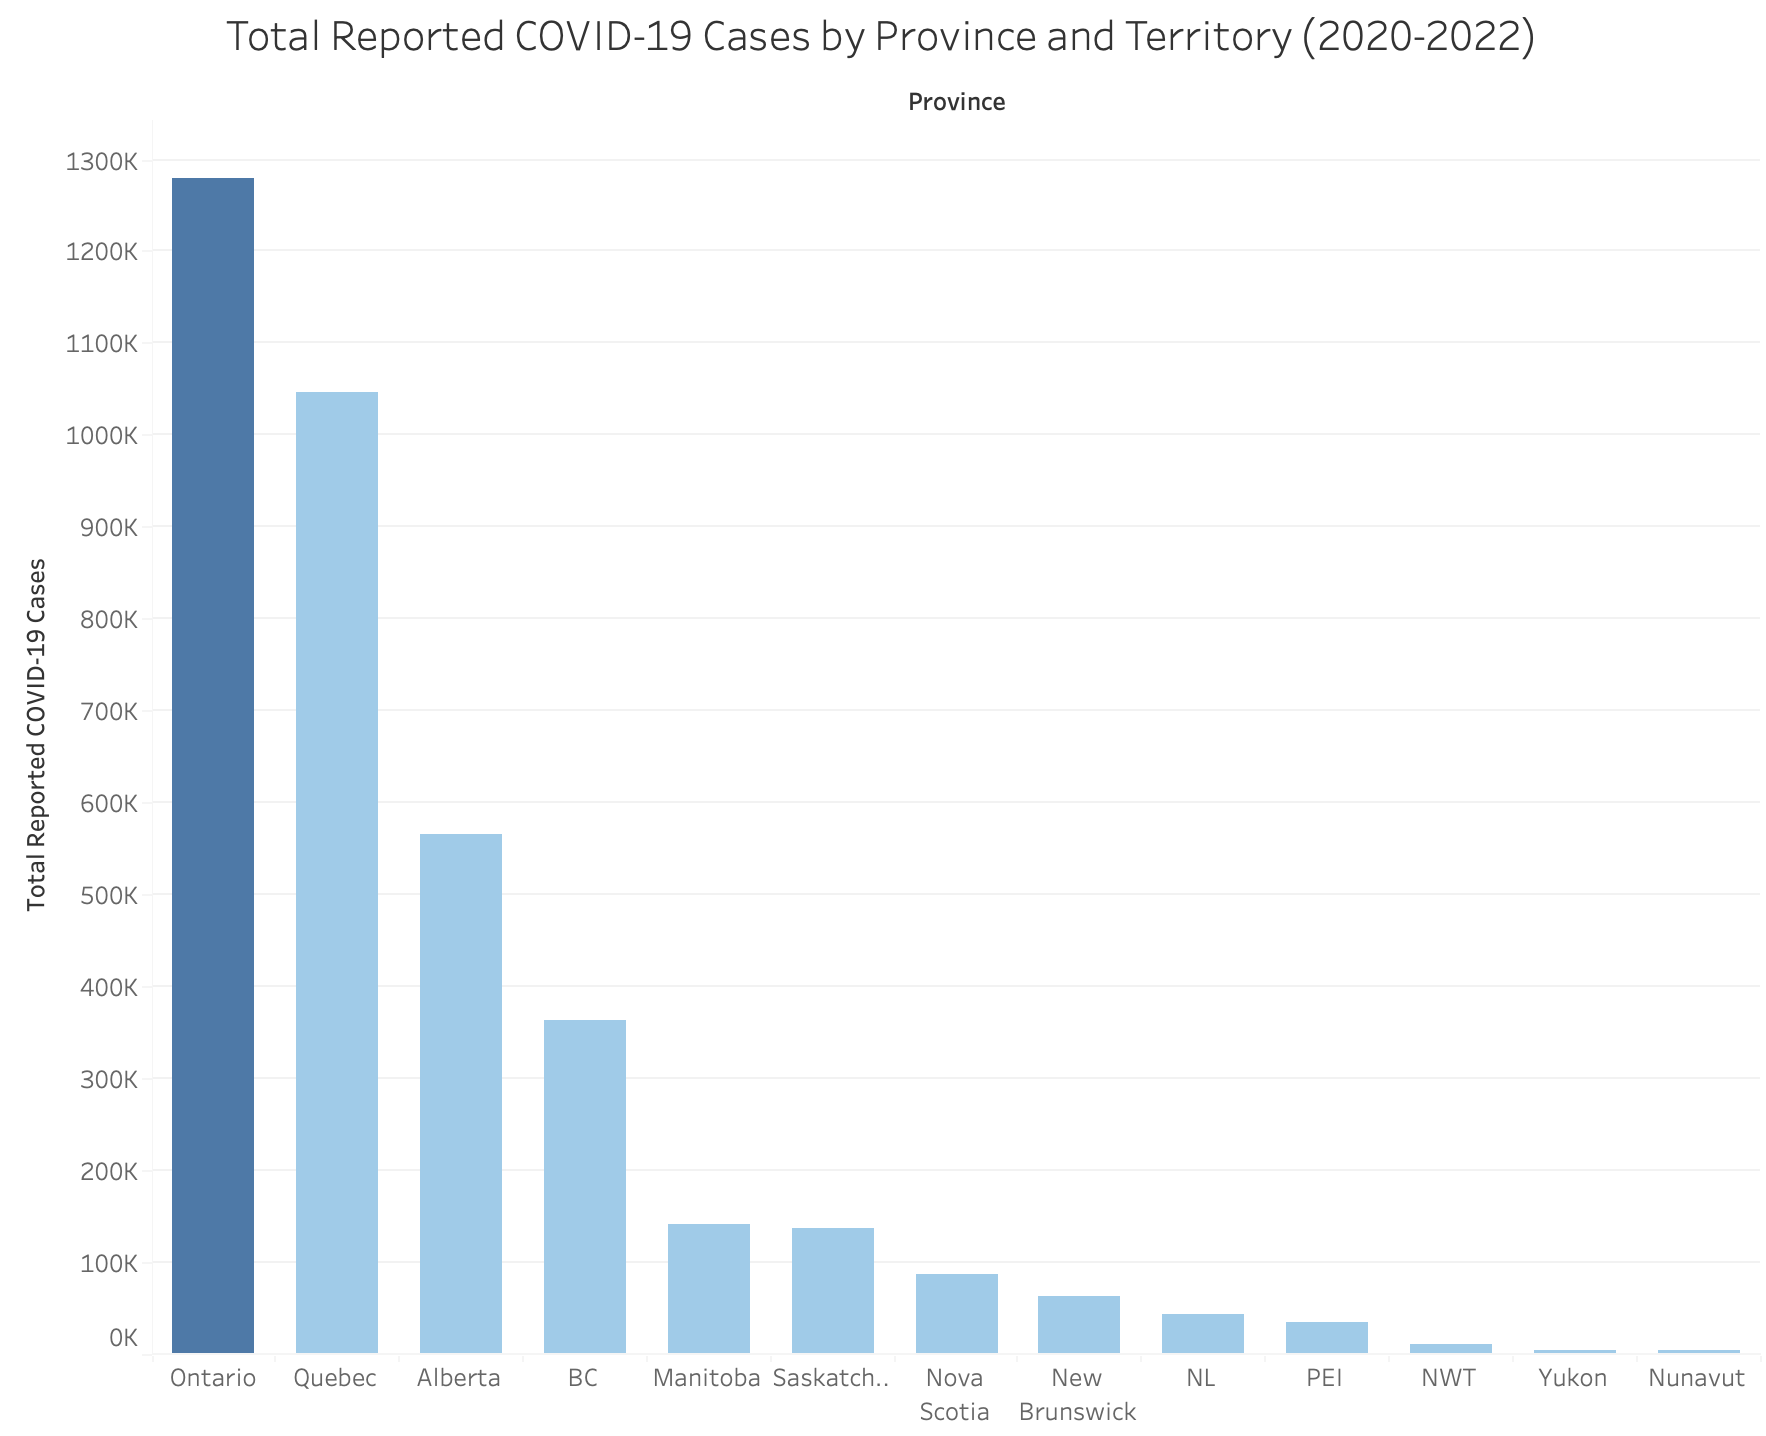 Total Reported COVID-19 Cases by Province and Territory (2020-2022)
Province
Total Reported COVID-19 Cases
1300K
1200K
1100K
1000K
900K
800K
700K
600K
500K
400K
300K
200K
100K
0K
Ontario Quebec Alberta BC Manitoba Saskatch.. Nova New NL PEI NWT Yukon Nunavut
Scotia Brunswick